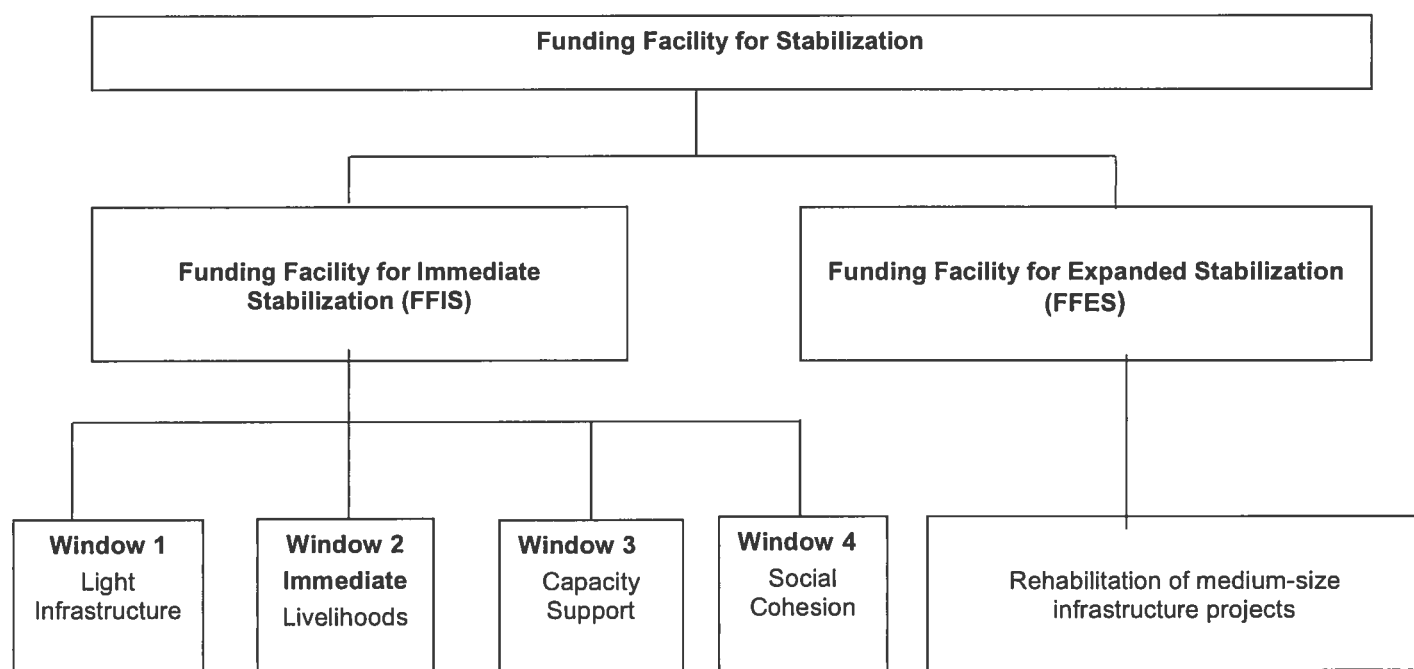 Funding Facility for Stabilization
Funding Facility for Immediate
Stabilization (FFIS)
Funding Facility for Expanded Stabilization
(FFES)
Window 1
Light
Infrastructure
Window 2
Immediate
Livelihoods
Window 3
Capacity
Support
Window 4
Social
Cohesion
Rehabilitation of medium-size
infrastructure projects